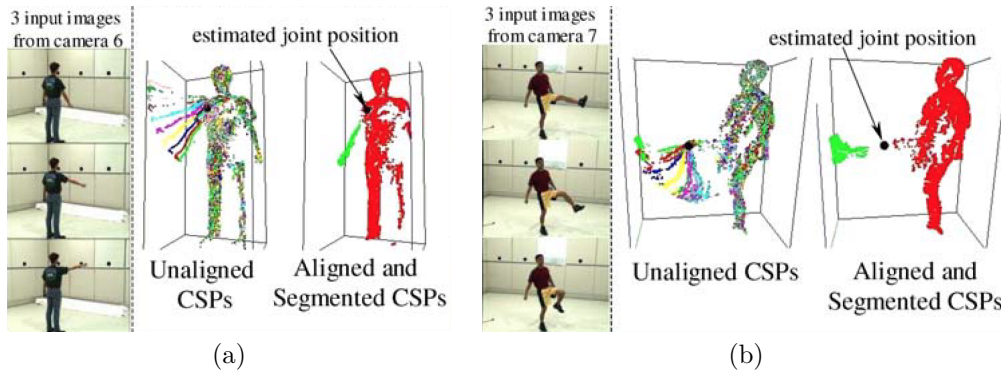 3 input images
from camera 6
estimated joint position
Unaligned
CSPs
Aligned and
Segmented CSPs
(a)
3 input images
from camera 7
estimated joint position
Unaligned CSPs
Aligned and
Segmented CSPs
(b)